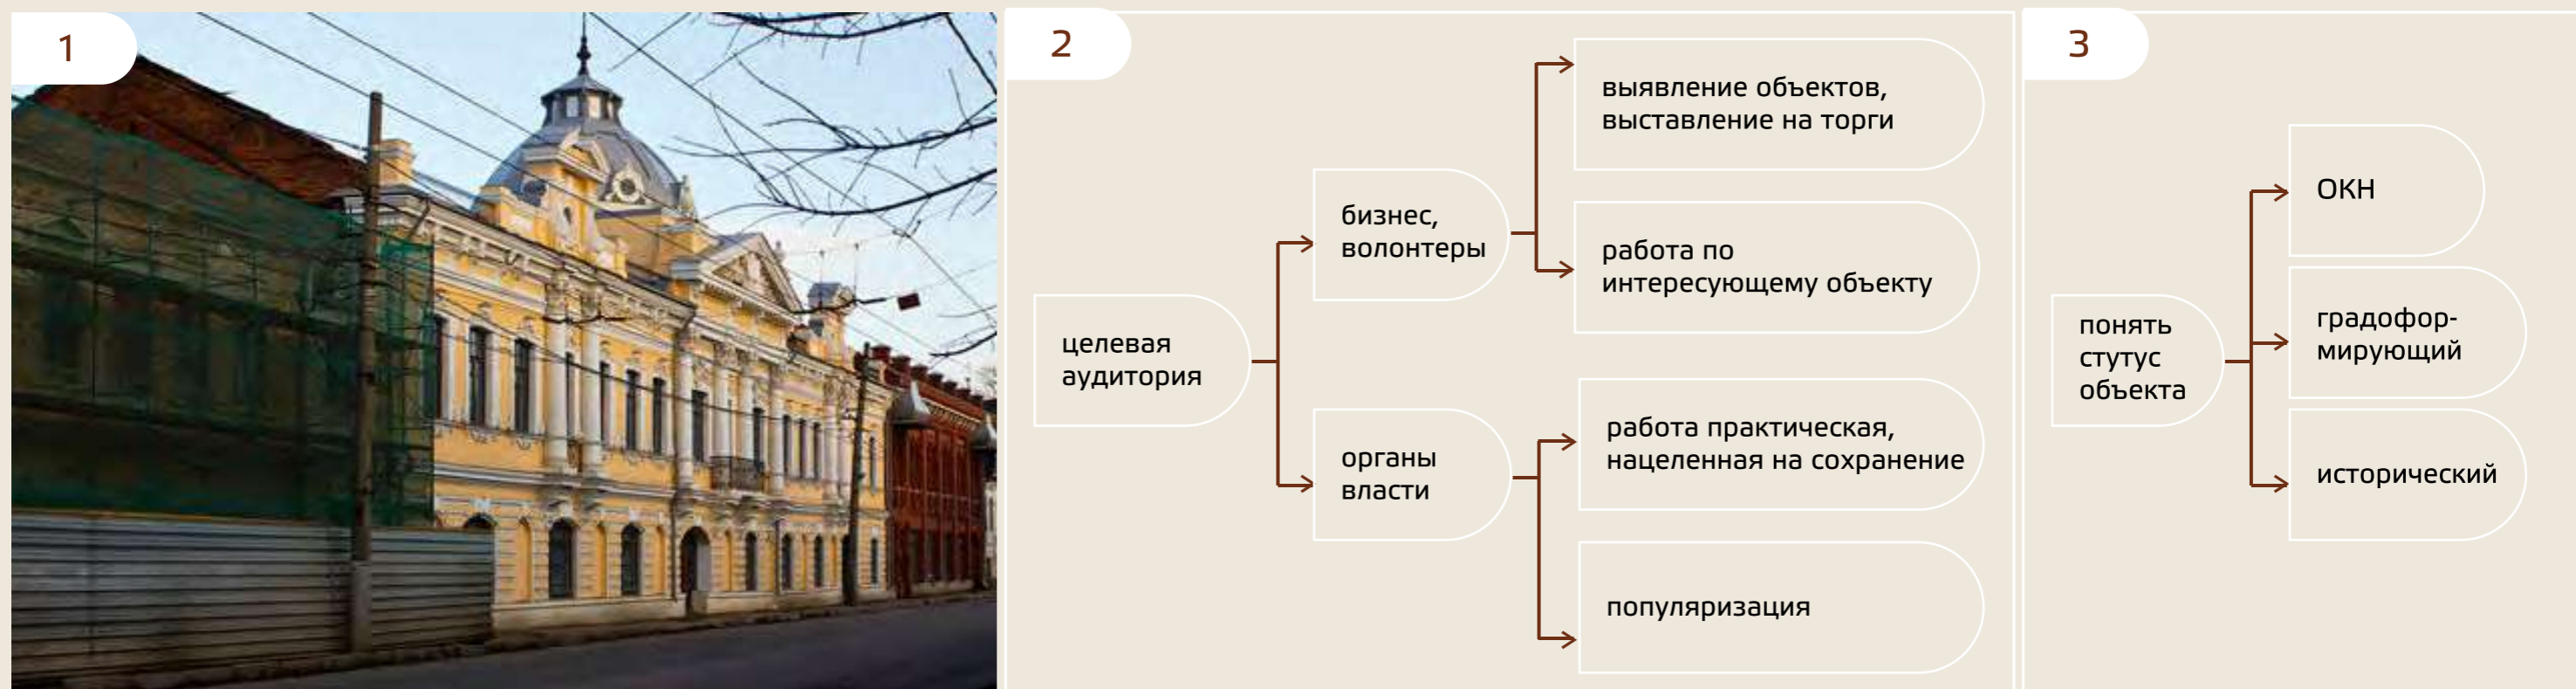 1
2
целевая
аудитория
бизнес,
волонтеры
выявление объектов,
выставление на торги
работа по
интересующему объекту
органы
власти
работа практическая,
нацеленная на сохранение
популяризация
3
понять
стутус
объекта
ОКН
градофор-
мирующий
исторический